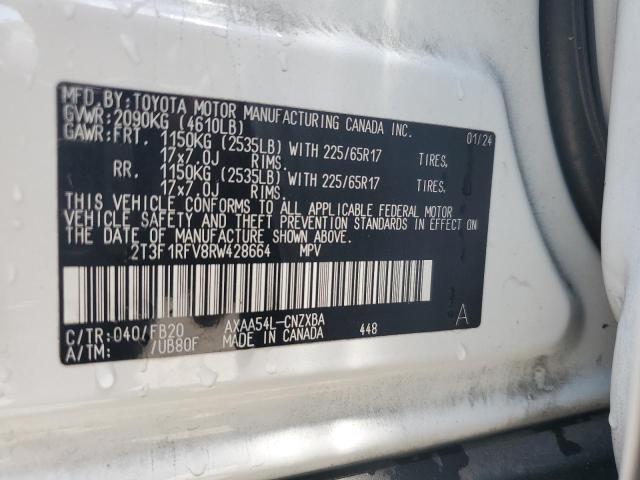 MFD.BY:TOYOTA MOTOR MANUFACTURING CANADA INC.
GVWR:2090KG (4610LB) 01/24
GAWR:FRT. 1150KG (2535LB) WITH 225/65R17 TIRES.
17x7.0J RIMS.
RR. 1150KG (2535LB) WITH 225/65R17 TIRES.
17x7.0J RIMS.
THIS VEHICLE CONFORMS TO ALL APPLICABLE FEDERAL MOTOR
VEHICLE SAFETY AND THEFT PREVENTION STANDARDS IN EFFECT ON
THE DATE OF MANUFACTURE SHOWN ABOVE.
2T3F1RFV8RW428664 MPV
C/TR:040/FB20 AXAA54L-CNZXBA 448 A
A/TM: /UB80F MADE IN CANADA